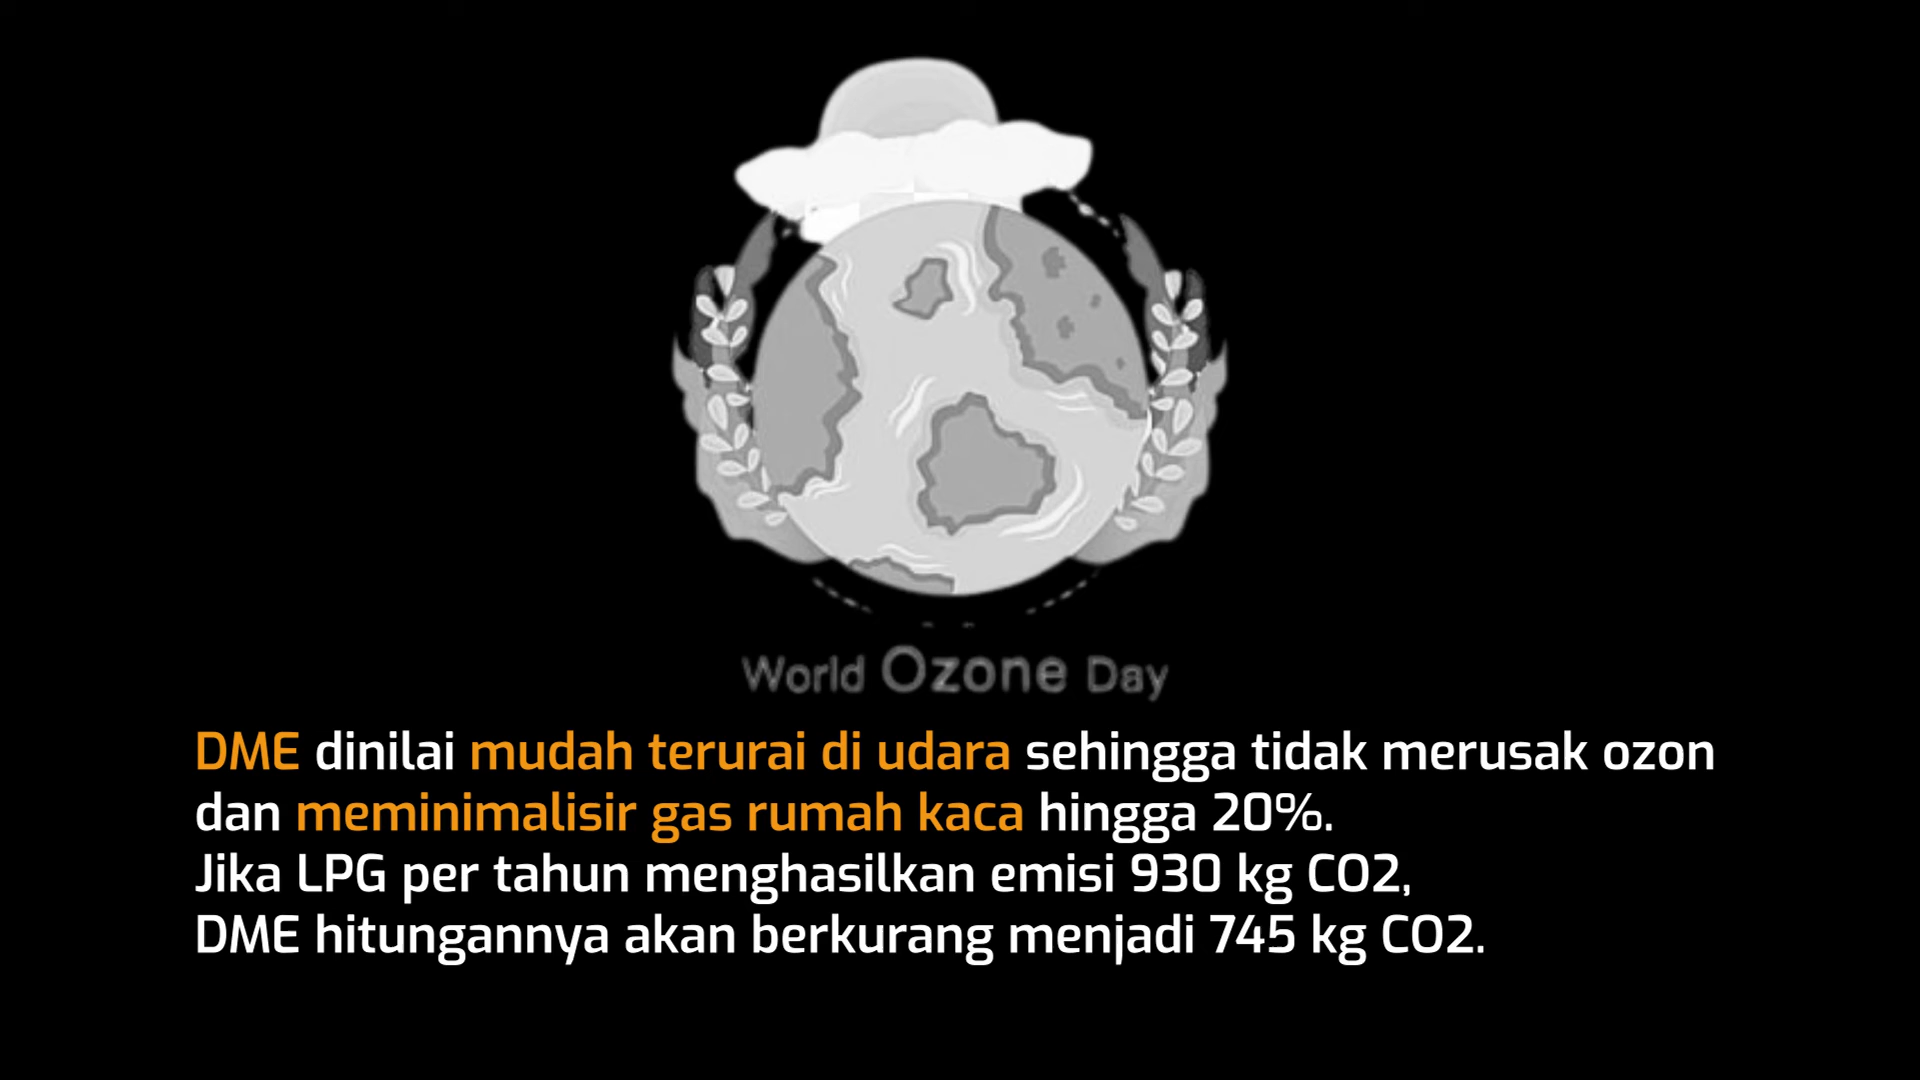 World Ozone Day
DME dinilai mudah terurai di udara sehingga tidak merusak ozon
dan meminimalisir gas rumah kaca hingga 20%.
Jika LPG per tahun menghasilkan emisi 930 kg CO2,
DME hitungannya akan berkurang menjadi 745 kg CO2.